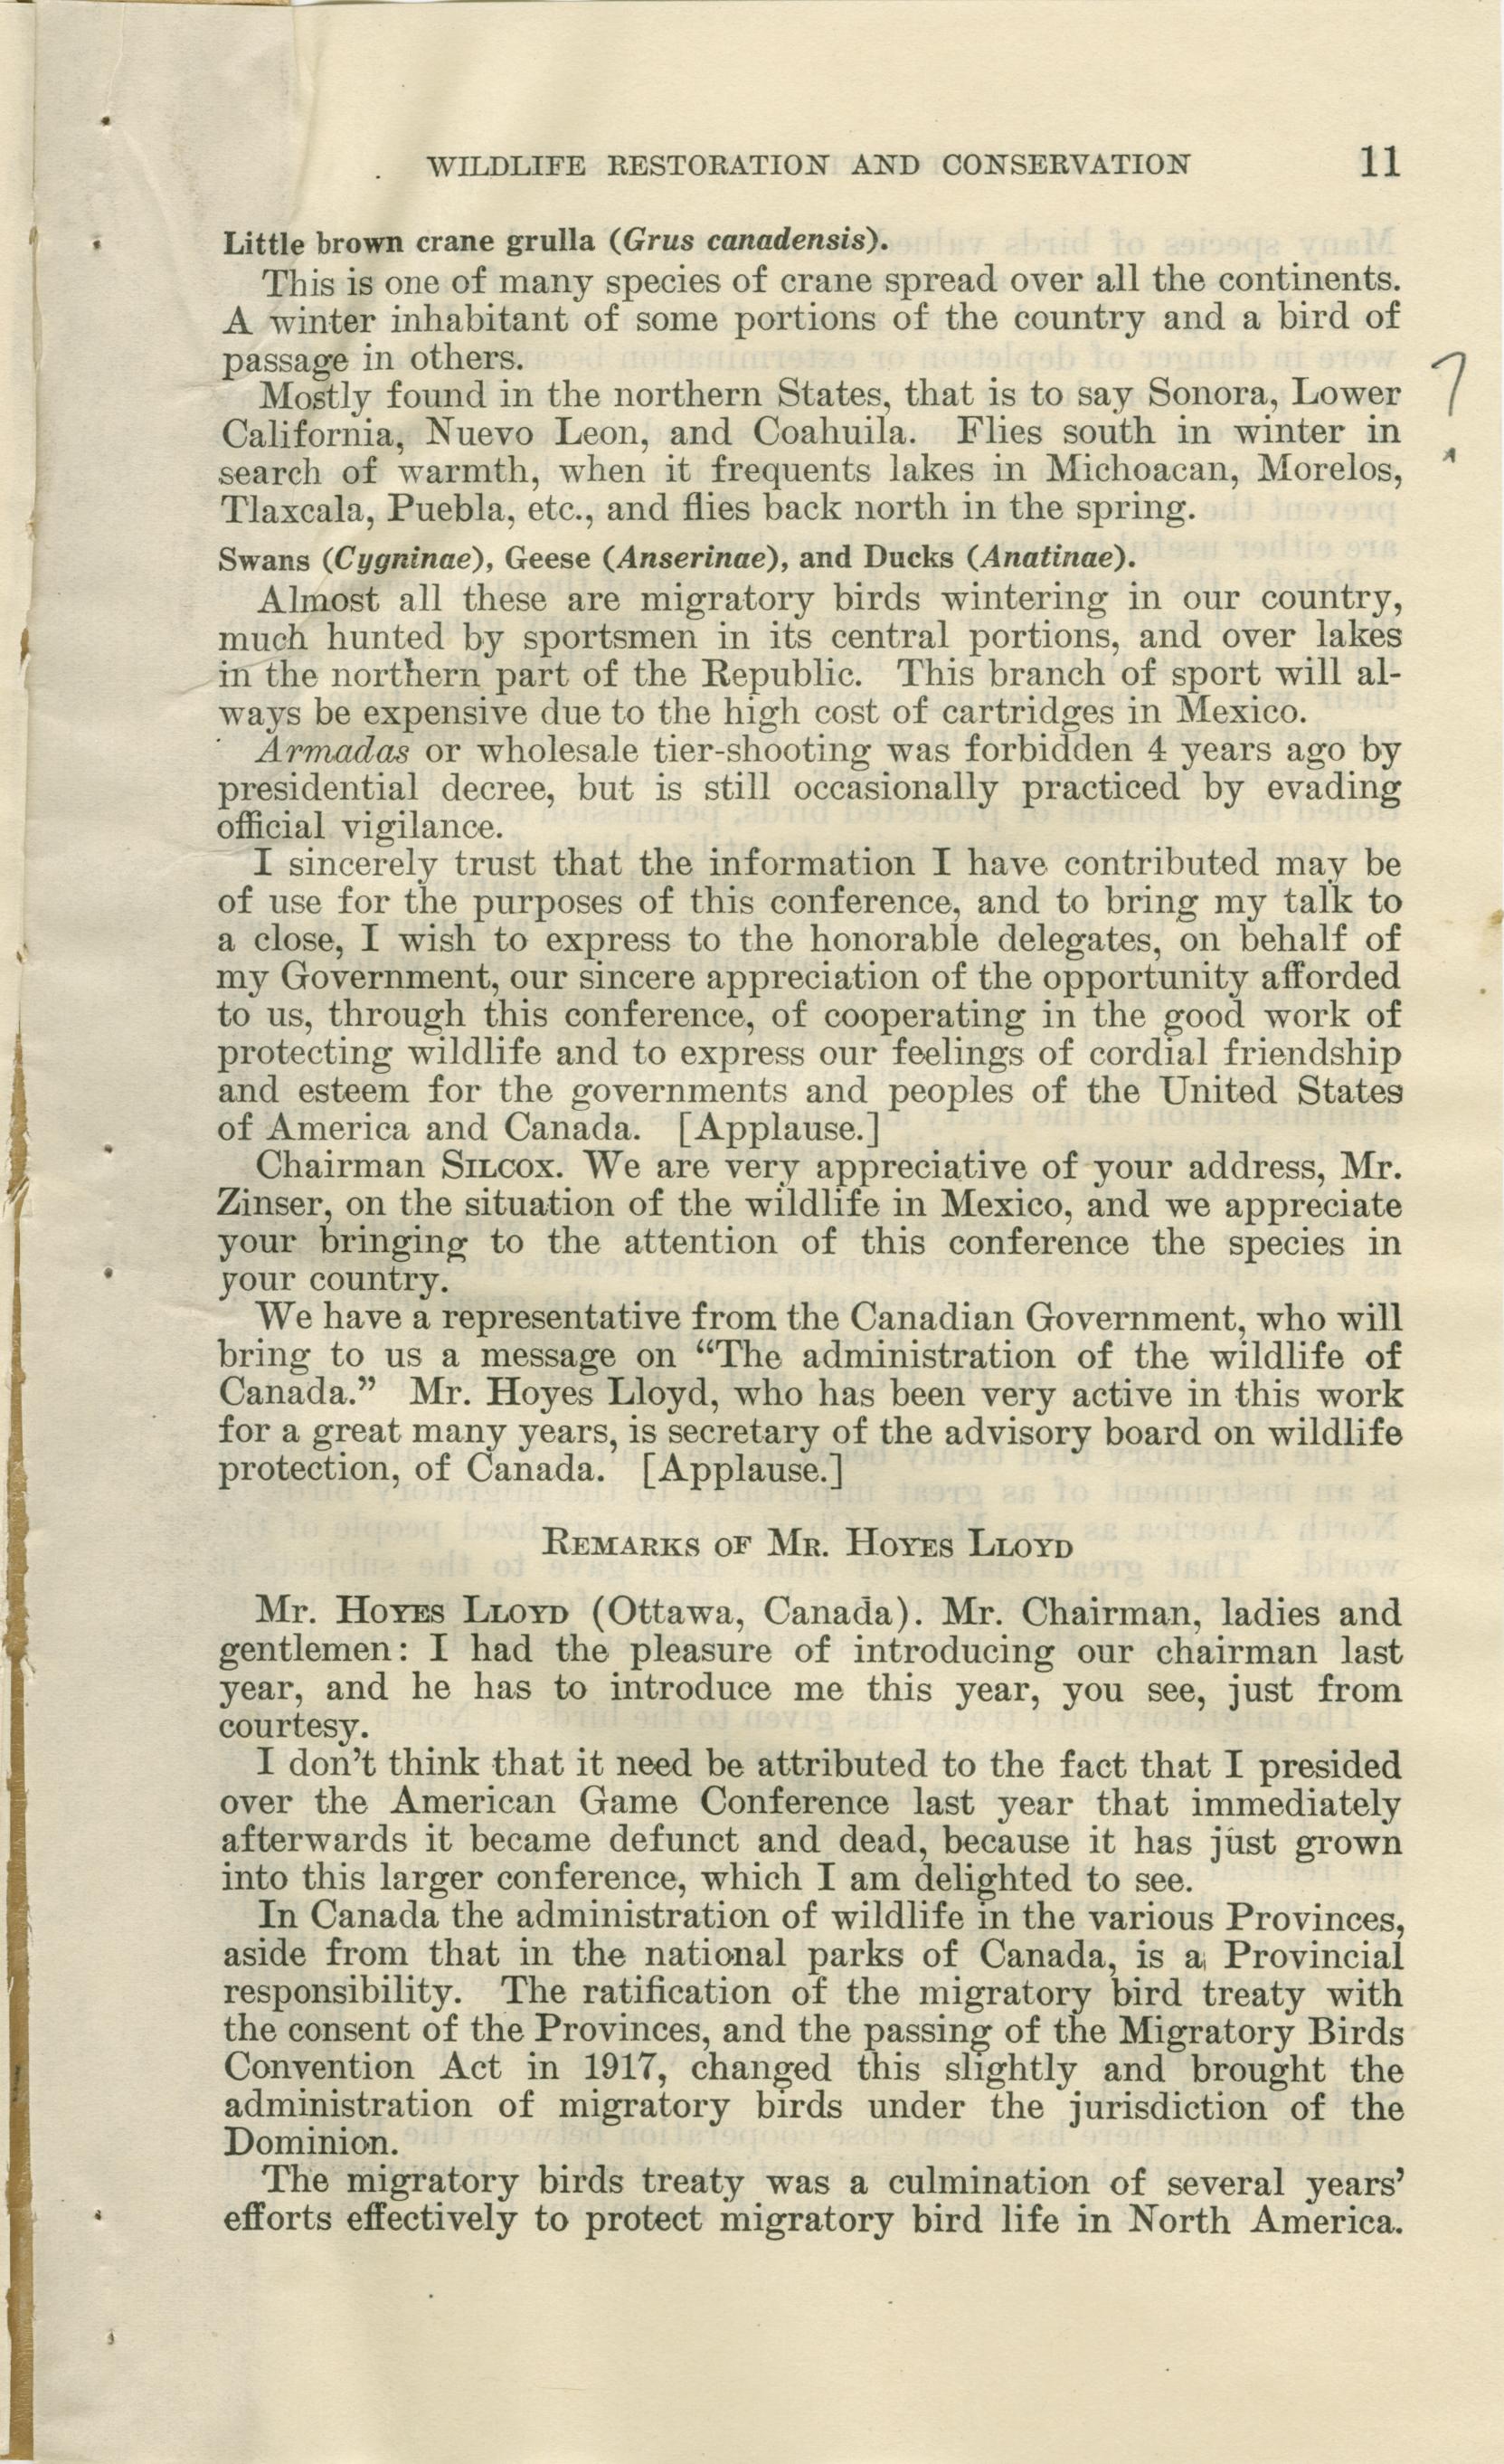 WILDLIFE RESTORATION AND CONSERVATION 11
Little brown crane grulla (Grus canadensis).
This is one of many species of crane spread over all the continents.
A winter inhabitant of some portions of the country and a bird of
passage in others.
Mostly found in the northern States, that is to say Sonora, Lower
California, Nuevo Leon, and Coahuila. Flies south in winter in
search of warmth, when it frequents lakes in Michoacan, Morelos,
Tlaxcala, Puebla, etc., and flies back north in the spring.
?
Swans (Cygninae), Geese (Anserinae), and Ducks (Anatinae).
Almost all these are migratory birds wintering in our country,
much hunted by sportsmen in its central portions, and over lakes
in the northern part of the Republic. This branch of sport will al-
ways be expensive due to the high cost of cartridges in Mexico.
Armadas or wholesale tier-shooting was forbidden 4 years ago by
presidential decree, but is still occasionally practiced by evading
official vigilance.
I sincerely trust that the information I have contributed may be
of use for the purposes of this conference, and to bring my talk to
a close, I wish to express to the honorable delegates, on behalf of
my Government, our sincere appreciation of the opportunity afforded
to us, through this conference, of cooperating in the good work of
protecting wildlife and to express our feelings of cordial friendship
and esteem for the governments and peoples of the United States
of America and Canada. [Applause.]
Chairman SILCOX. We are very appreciative of your address, Mr.
Zinser, on the situation of the wildlife in Mexico, and we appreciate
your bringing to the attention of this conference the species in
your country.
We have a representative from the Canadian Government, who will
bring to us a message on “The administration of the wildlife of
Canada.” Mr. Hoyes Lloyd, who has been very active in this work
for a great many years, is secretary of the advisory board on wildlife
protection, of Canada. [Applause.]
REMARKS OF MR. HOYES LLOYD
Mr. HOYES LLOYD (Ottawa, Canada). Mr. Chairman, ladies and
gentlemen: I had the pleasure of introducing our chairman last
year, and he has to introduce me this year, you see, just from
courtesy.
I don’t think that it need be attributed to the fact that I presided
over the American Game Conference last year that immediately
afterwards it became defunct and dead, because it has just grown
into this larger conference, which I am delighted to see.
In Canada the administration of wildlife in the various Provinces,
aside from that in the national parks of Canada, is a Provincial
responsibility. The ratification of the migratory bird treaty with
the consent of the Provinces, and the passing of the Migratory Birds
Convention Act in 1917, changed this slightly and brought the
administration of migratory birds under the jurisdiction of the
Dominion.
The migratory birds treaty was a culmination of several years’
efforts effectively to protect migratory bird life in North America.